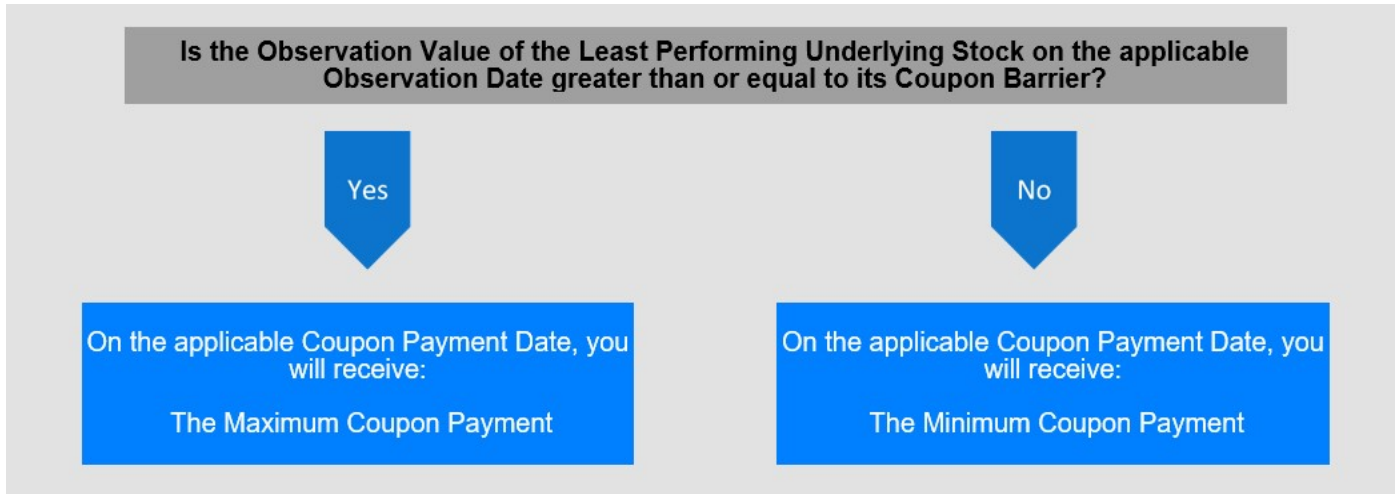 Is the Observation Value of the Least Performing Underlying Stock on the applicable
Observation Date greater than or equal to its Coupon Barrier?
Yes
No
On the applicable Coupon Payment Date, you
will receive:
The Maximum Coupon Payment
On the applicable Coupon Payment Date, you
will receive:
The Minimum Coupon Payment